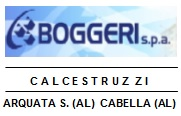 BOGGERI s.p.a.
CALCESTRUZZI
ARQUATA S. (AL) CABELLA (AL)